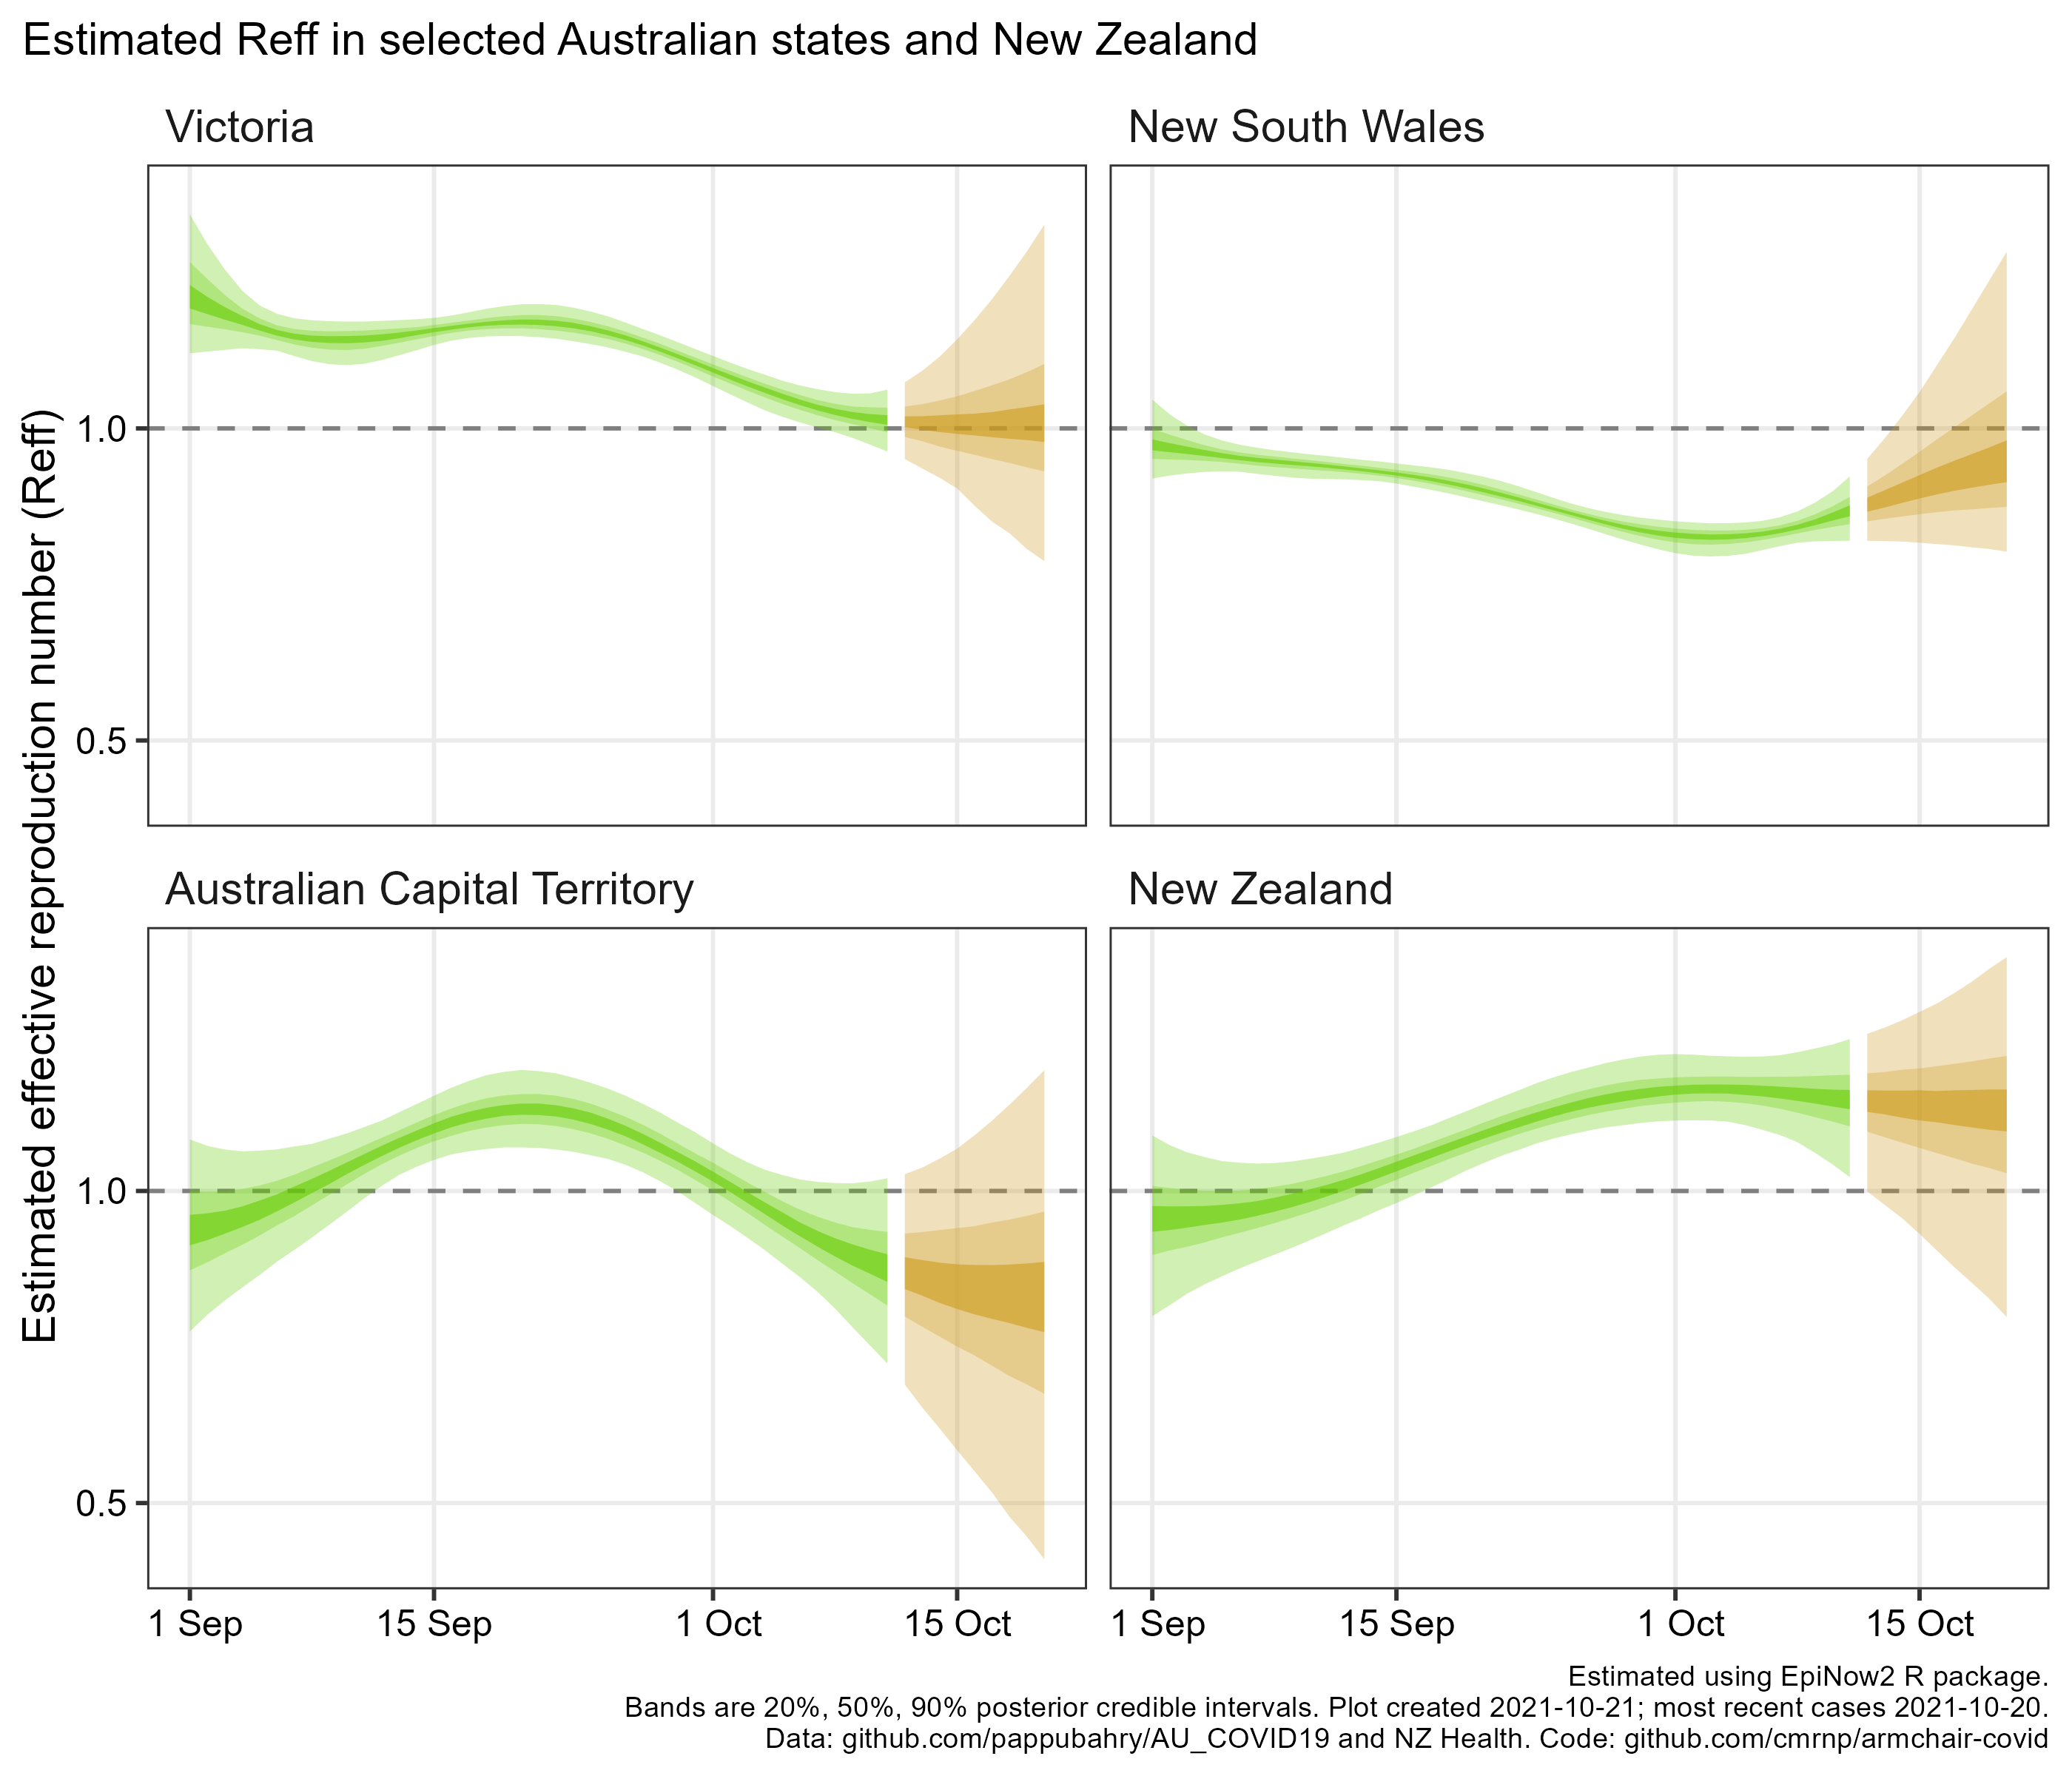 Estimated Reff in selected Australian states and New Zealand
Estimated effective reproduction number (Reff)
Victoria
New South Wales
1.0
0.5
Australian Capital Territory
New Zealand
1.0
0.5
1 Sep 15 Sep 1 Oct 15 Oct 1 Sep 15 Sep 1 Oct 15 Oct
Estimated using EpiNow2 R package.
Bands are 20%, 50%, 90% posterior credible intervals. Plot created 2021-10-21; most recent cases 2021-10-20.
Data: github.com/pappubahry/AU_COVID19 and NZ Health. Code: github.com/cmrnp/armchair-covid